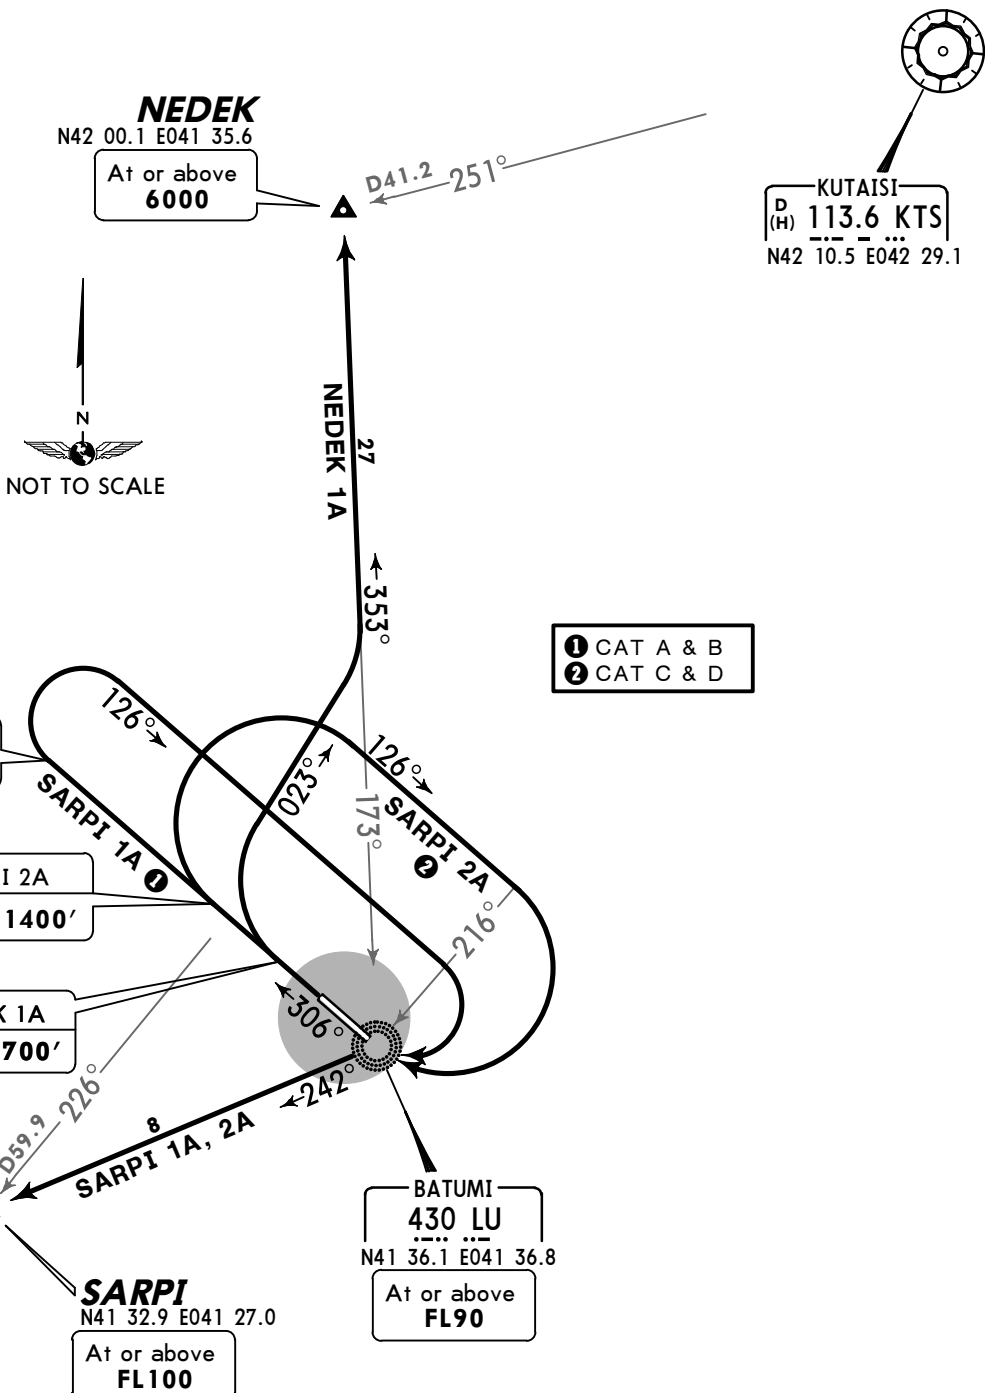 NEDEK
N42 00.1 E041 35.6
At or above
6000
D41.2
251°
KUTAISI
D
(H)
113.6 KTS
N42 10.5 E042 29.1
N
NOT TO SCALE
NEDEK 1A
27
353°
1 CAT A & B
2 CAT C & D
126°
126°
023°
173°
SARPI 1A 1
SARPI 2A
2
I 2A
1400'
216°
K 1A
700'
306°
242°
226°
D59.9
8
SARPI 1A, 2A
BATUMI
430 LU
N41 36.1 E041 36.8
At or above
FL90
SARPI
N41 32.9 E041 27.0
At or above
FL100